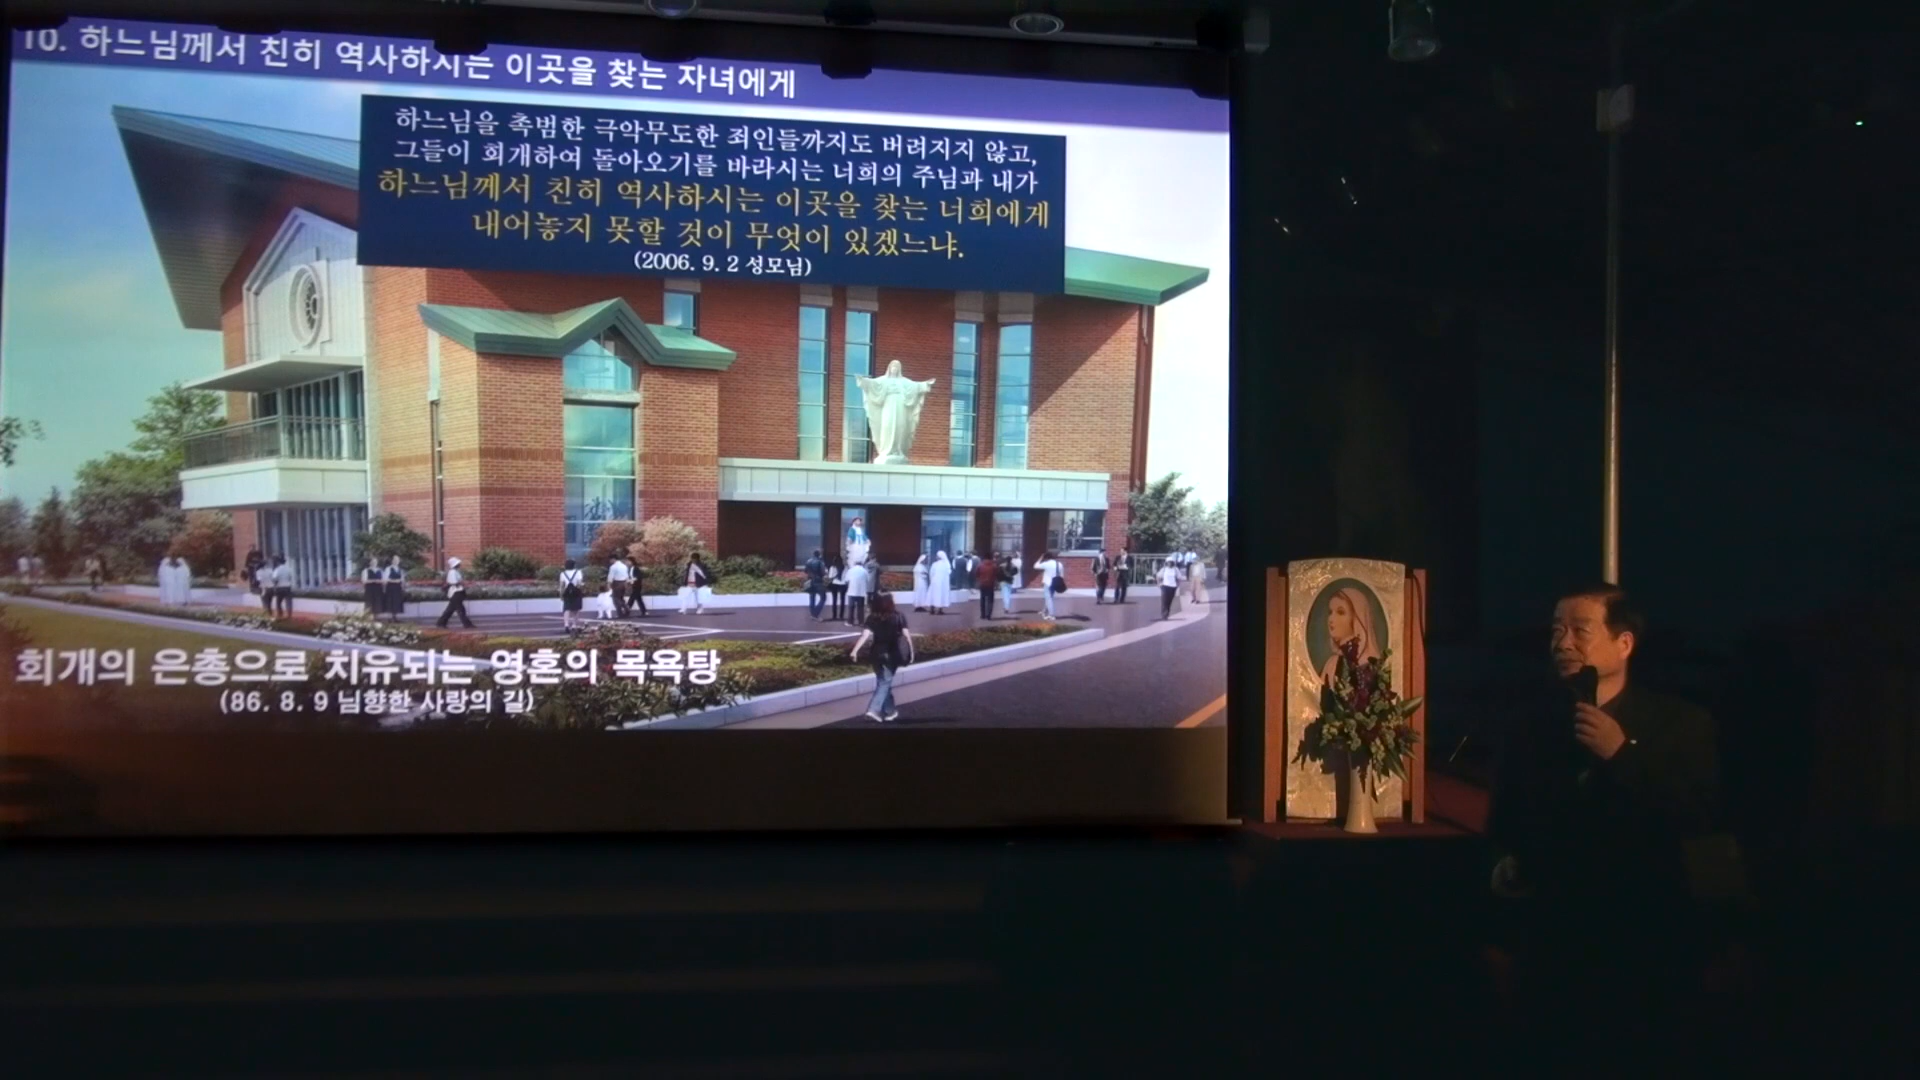 10. 하느님께서 친히 역사하시는 이곳을 찾는 자녀에게
하느님을 촉범한 극악무도한 죄인들까지도 버려지지 않고,
그들이 회개하여 돌아오기를 바라시는 너희의 주님과 내가
하느님께서 친히 역사하시는 이곳을 찾는 너희에게
내어놓지 못할 것이 무엇이 있겠느냐.
(2006. 9. 2 성모님)
회개의 은총으로 치유되는 영혼의 목욕탕
(86. 8. 9 님향한 사랑의 길)